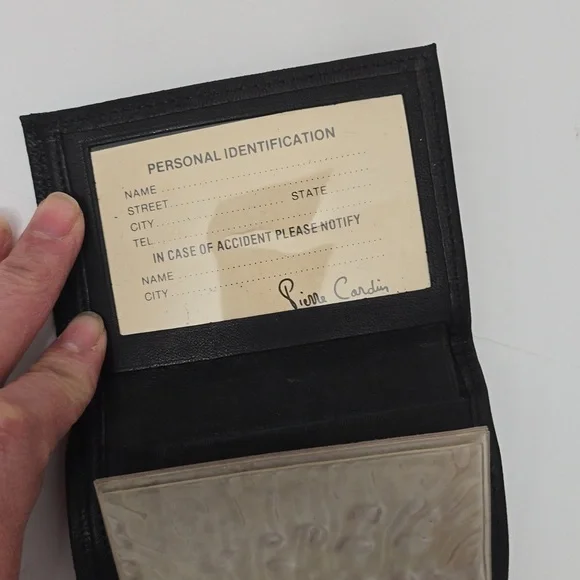 PERSONAL IDENTIFICATION
NAME
STREET STATE
CITY
TEL
IN CASE OF ACCIDENT PLEASE NOTIFY
NAME
CITY
Pierre Cardin